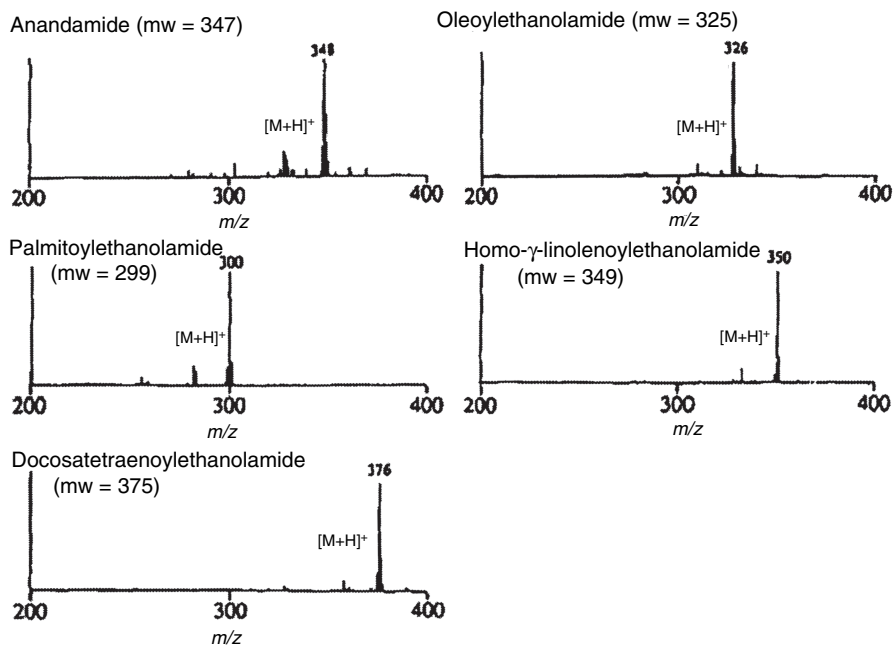 Anandamide (mw = 347)
348
[M+H]+
200 300 400
m/z
Oleoylethanolamide (mw = 325)
326
[M+H]+
200 300 400
m/z
Palmitoylethanolamide
(mw = 299)
300
[M+H]+
200 300 400
m/z
Homo-γ-linolenoylethanolamide
(mw = 349)
350
[M+H]+
200 300 400
m/z
Docosatetraenoylethanolamide
(mw = 375)
376
[M+H]+
200 300 400
m/z